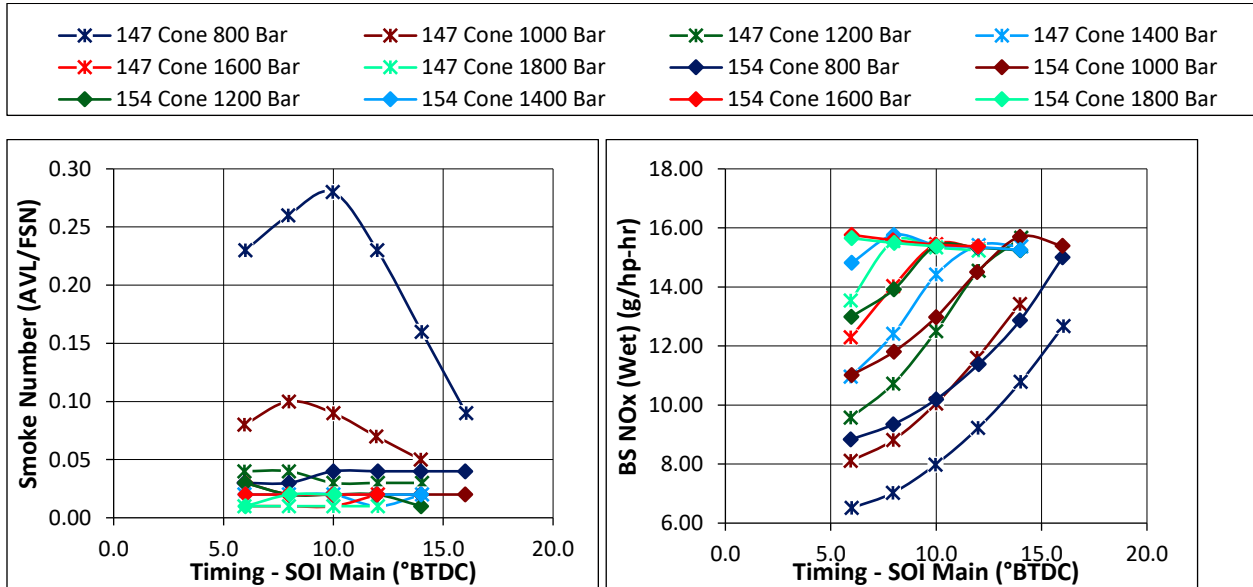 147 Cone 800 Bar 147 Cone 1000 Bar 147 Cone 1200 Bar 147 Cone 1400 Bar
147 Cone 1600 Bar 147 Cone 1800 Bar 154 Cone 800 Bar 154 Cone 1000 Bar
154 Cone 1200 Bar 154 Cone 1400 Bar 154 Cone 1600 Bar 154 Cone 1800 Bar
Smoke Number (AVL/FSN)
0.30
0.25
0.20
0.15
0.10
0.05
0.00
0.0 5.0 10.0 15.0 20.0
Timing - SOI Main (°BTDC)
BS NOx (Wet) (g/hp-hr)
18.00
16.00
14.00
12.00
10.00
8.00
6.00
0.0 5.0 10.0 15.0 20.0
Timing - SOI Main (°BTDC)